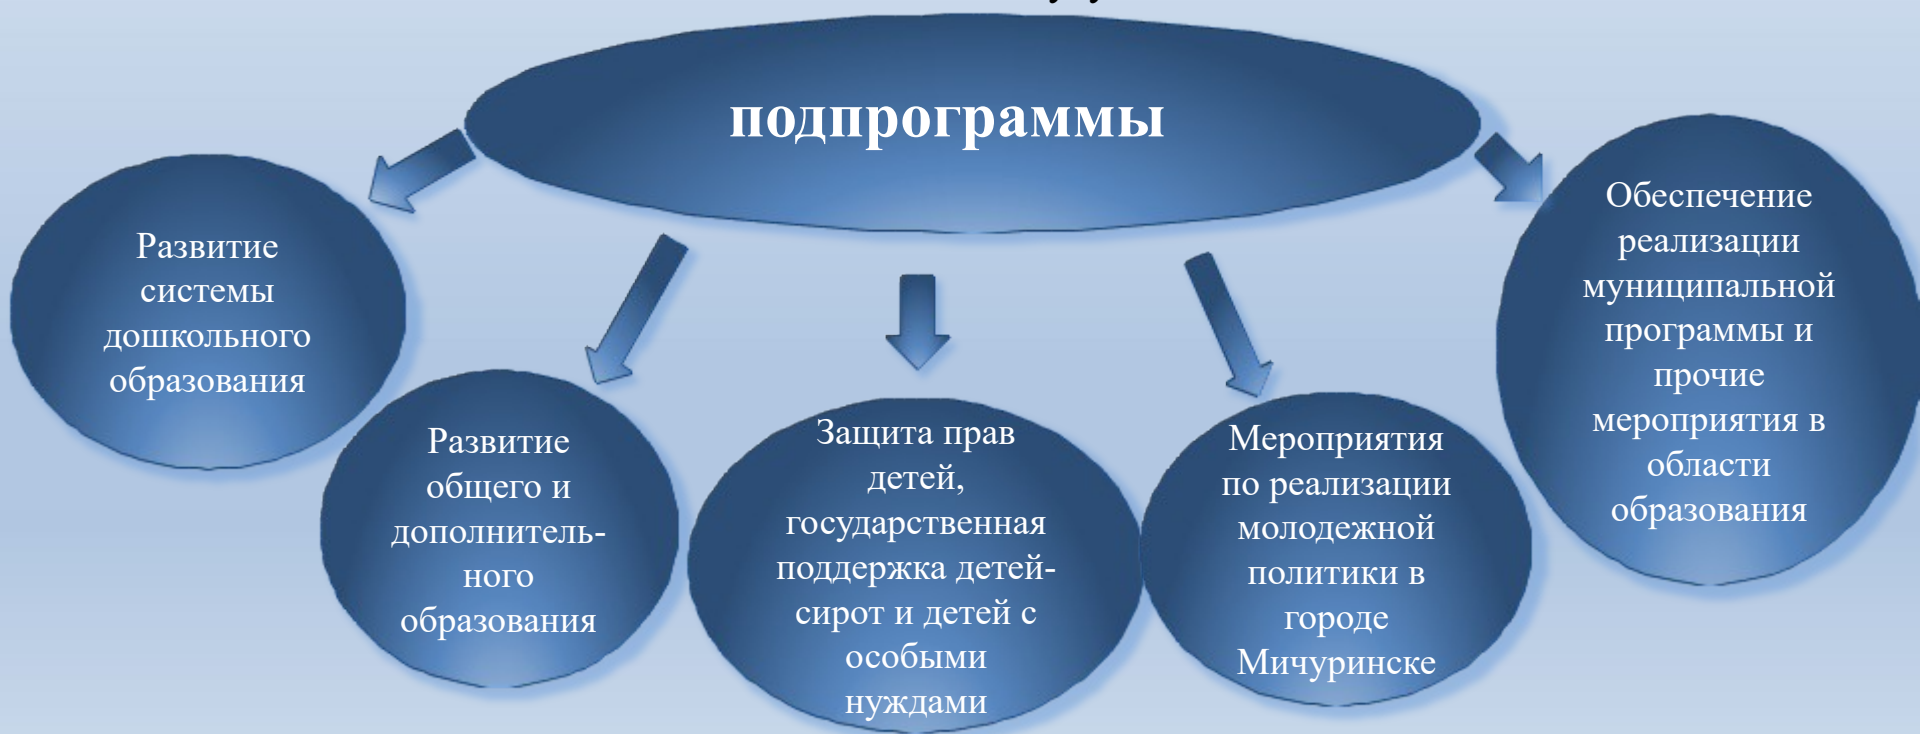 подпрограммы
Развитие
системы
дошкольного
образования
Развитие
общего и
дополнитель-
ного
образования
Защита прав
детей,
государственная
поддержка детей-
сирот и детей с
особыми
нуждами
Мероприятия
по реализации
молодежной
политики в
городе
Мичуринске
Обеспечение
реализации
муниципальной
программы и
прочие
мероприятия в
области
образования